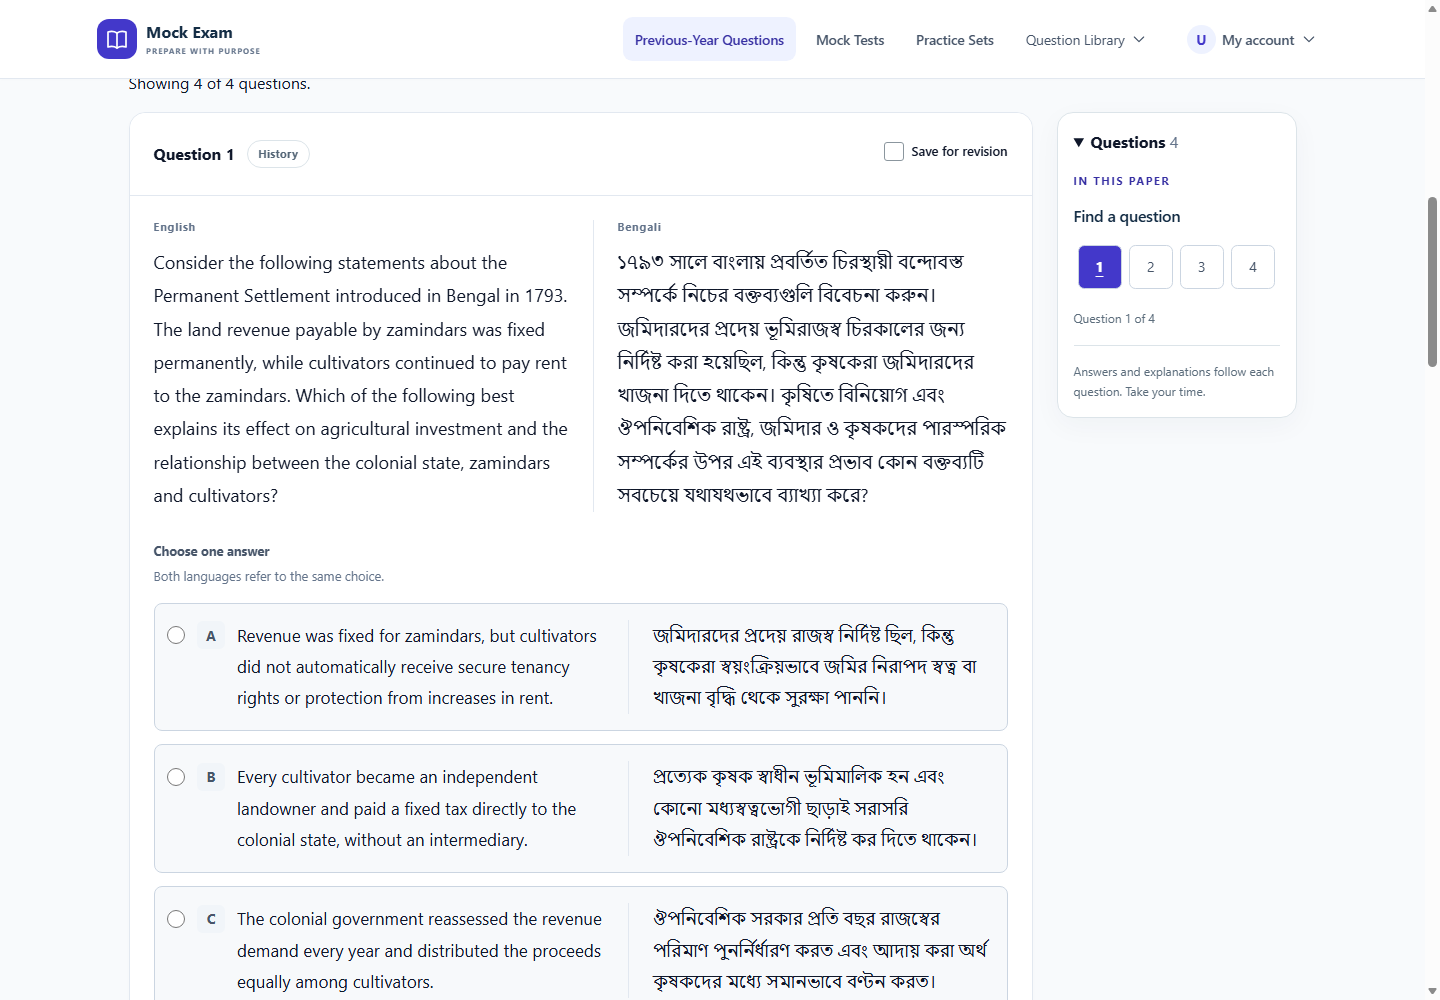 Mock Exam
PREPARE WITH PURPOSE
Previous-Year Questions
Mock Tests
Practice Sets
Question Library
U
My account
Showing 4 of 4 questions.
Question 1
History
Save for revision
English
Consider the following statements about the
Permanent Settlement introduced in Bengal in 1793.
The land revenue payable by zamindars was fixed
permanently, while cultivators continued to pay rent
to the zamindars. Which of the following best
explains its effect on agricultural investment and the
relationship between the colonial state, zamindars
and cultivators?
Bengali
১৭৯৩ সালে বাংলায় প্রবর্তিত চিরস্থায়ী বন্দোবস্ত
সম্পর্কে নিচের বক্তব্যগুলি বিবেচনা করুন।
জমিদারদের প্রদেয় ভূমিরাজস্ব চিরকালের জন্য
নির্দিষ্ট করা হয়েছিল, কিন্তু কৃষকেরা জমিদারদের
খাজনা দিতে থাকেন। কৃষিতে বিনিয়োগ এবং
ঔপনিবেশিক রাষ্ট্র, জমিদার ও কৃষকদের পারস্পরিক
সম্পর্কের উপর এই ব্যবস্থার প্রভাব কোন বক্তব্যটি
সবচেয়ে যথাযথভাবে ব্যাখ্যা করে?
Choose one answer
Both languages refer to the same choice.
A
Revenue was fixed for zamindars, but cultivators
did not automatically receive secure tenancy
rights or protection from increases in rent.
জমিদারদের প্রদেয় রাজস্ব নির্দিষ্ট ছিল, কিন্তু
কৃষকেরা স্বয়ংক্রিয়ভাবে জমির নিরাপদ স্বত্ব বা
খাজনা বৃদ্ধি থেকে সুরক্ষা পাননি।
B
Every cultivator became an independent
landowner and paid a fixed tax directly to the
colonial state, without an intermediary.
প্রত্যেক কৃষক স্বাধীন ভূমিমালিক হন এবং
কোনো মধ্যস্বত্বভোগী ছাড়াই সরাসরি
ঔপনিবেশিক রাষ্ট্রকে নির্দিষ্ট কর দিতে থাকেন।
C
The colonial government reassessed the revenue
demand every year and distributed the proceeds
equally among cultivators.
ঔপনিবেশিক সরকার প্রতি বছর রাজস্বের
পরিমাণ পুনর্নির্ধারণ করত এবং আদায় করা অর্থ
কৃষকদের মধ্যে সমানভাবে বণ্টন করত।
Questions 4
IN THIS PAPER
Find a question
1 2 3 4
Question 1 of 4
Answers and explanations follow each
question. Take your time.